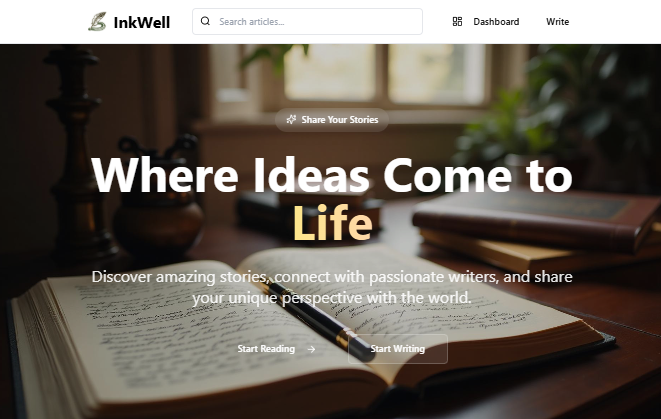 InkWell
Search articles...
Dashboard
Write
Share Your Stories
Where Ideas Come to
Life
Discover amazing stories, connect with passionate writers, and share
your unique perspective with the world.
Start Reading →
Start Writing